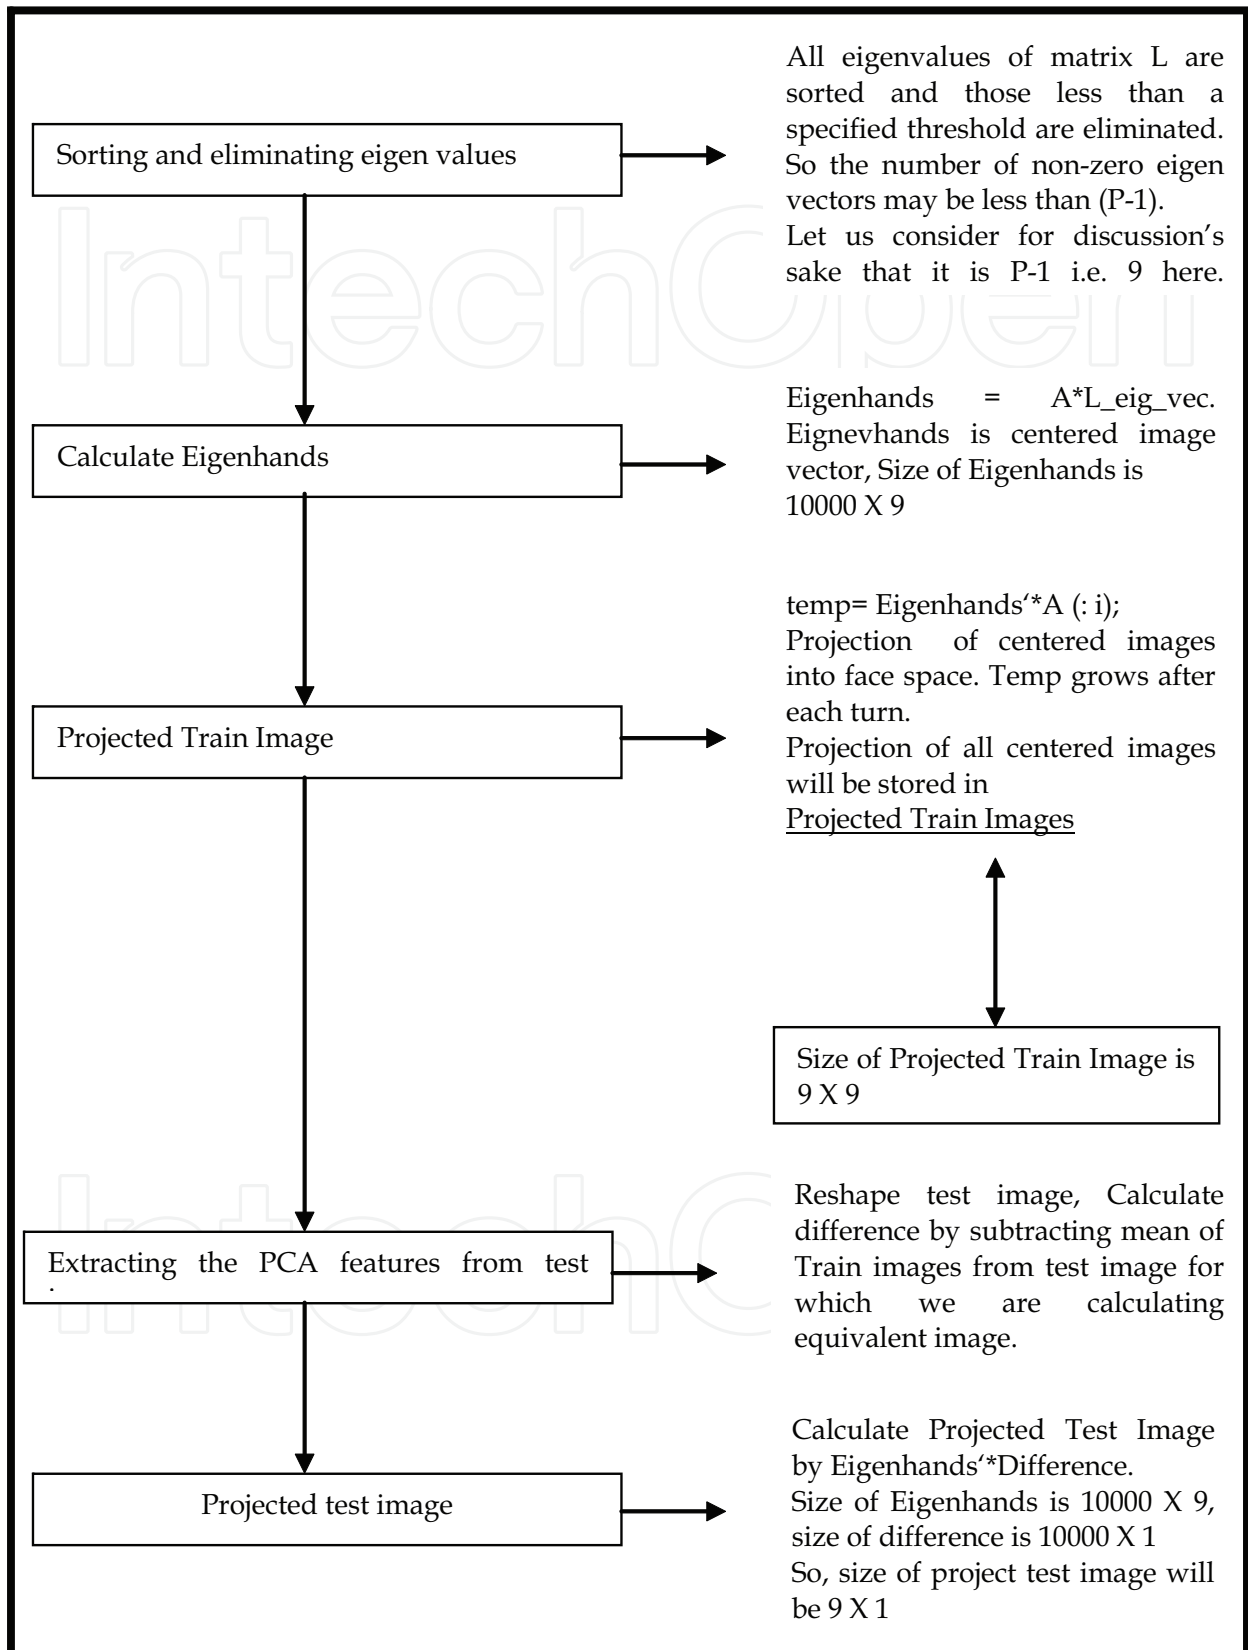 Sorting and eliminating eigen values
All eigenvalues of matrix L are
sorted and those less than a
specified threshold are eliminated.
So the number of non-zero eigen
vectors may be less than (P-1).
Let us consider for discussion's
sake that it is P-1 i.e. 9 here.
IntechOpen
Calculate Eigenhands
Eigenhands = A*L_eig_vec.
Eignevhands is centered image
vector, Size of Eigenhands is
10000 X 9
Projected Train Image
temp= Eigenhands‘*A (: i);
Projection of centered images
into face space. Temp grows after
each turn.
Projection of all centered images
will be stored in
Projected Train Images
Size of Projected Train Image is
9 X 9
Extracting the PCA features from test
Reshape test image, Calculate
difference by subtracting mean of
Train images from test image for
which we are calculating
equivalent image.
Projected test image
Calculate Projected Test Image
by Eigenhands‘*Difference.
Size of Eigenhands is 10000 X 9,
size of difference is 10000 X 1
So, size of project test image will
be 9 X 1